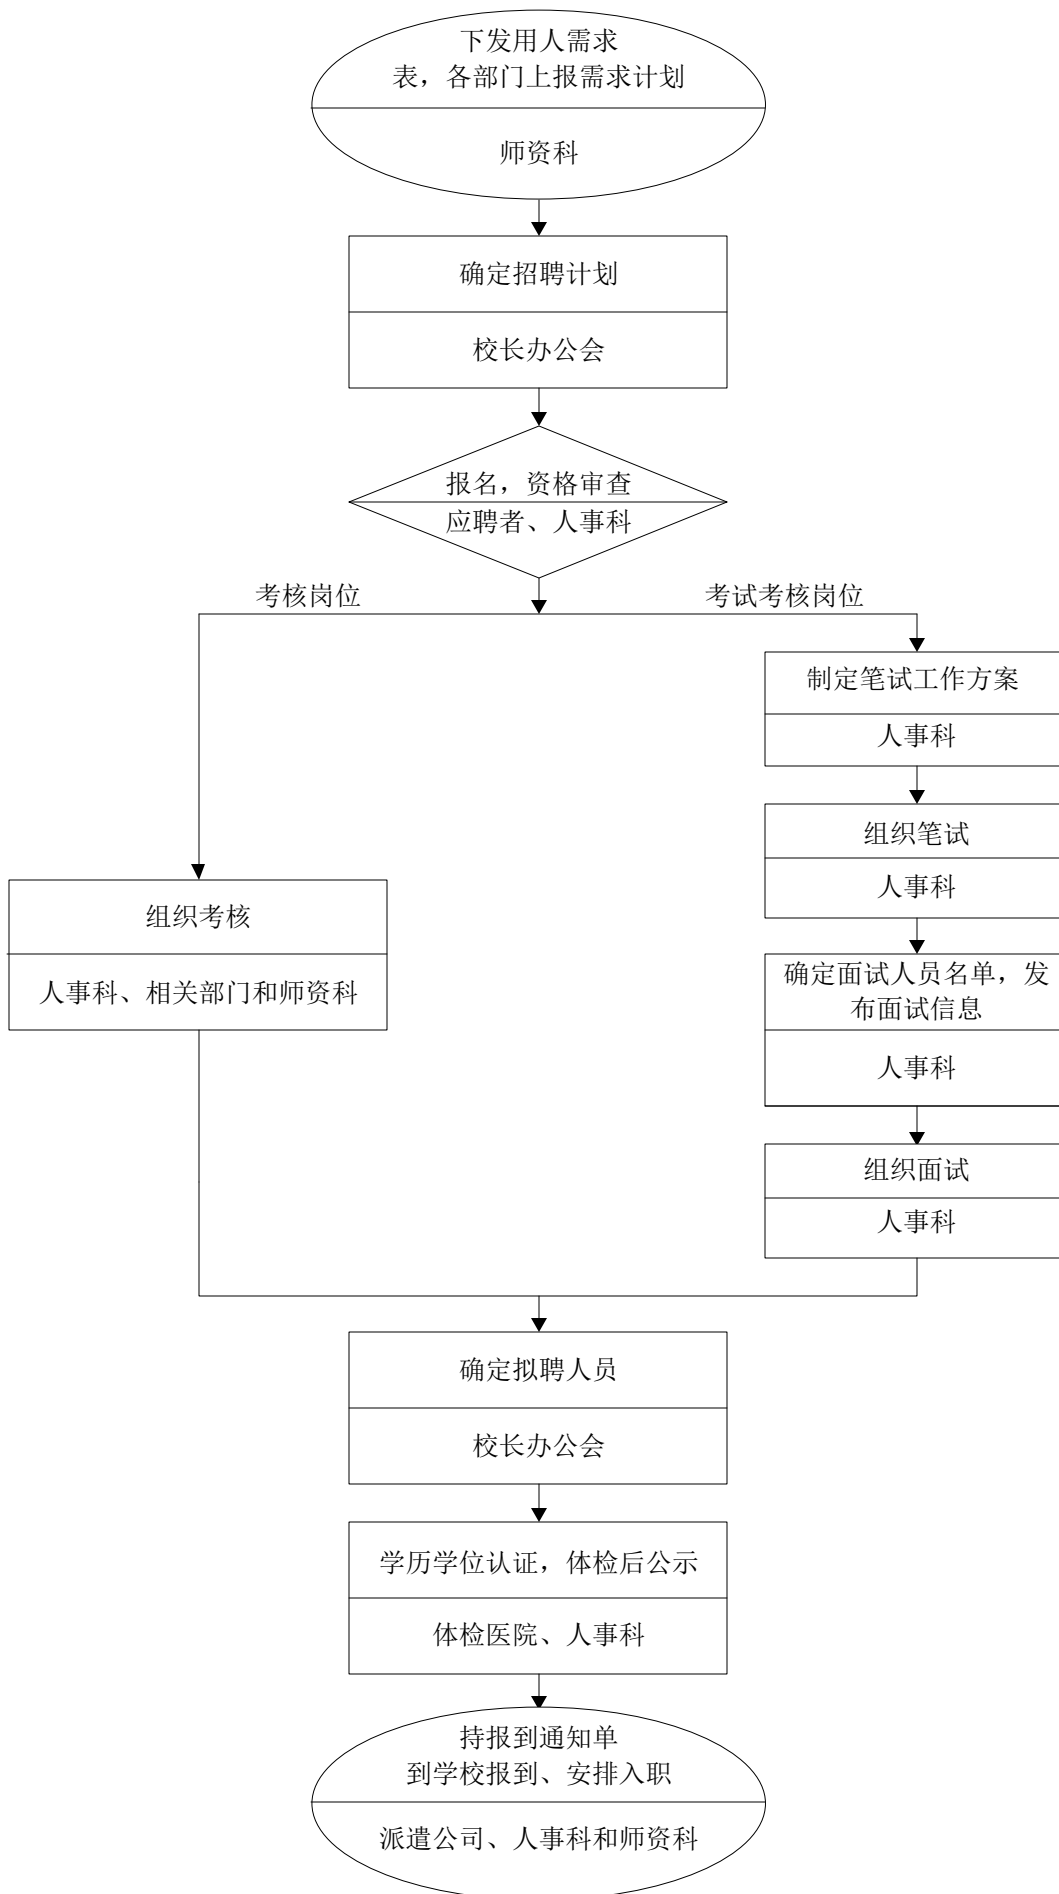 下发用人需求
表，各部门上报需求计划
师资科
确定招聘计划
校长办公会
报名，资格审查
应聘者、人事科
考核岗位
考试考核岗位
制定笔试工作方案
人事科
组织笔试
人事科
组织考核
人事科、相关部门和师资科
确定面试人员名单，发
布面试信息
人事科
组织面试
人事科
确定拟聘人员
校长办公会
学历学位认证，体检后公示
体检医院、人事科
持报到通知单
到学校报到、安排入职
派遣公司、人事科和师资科